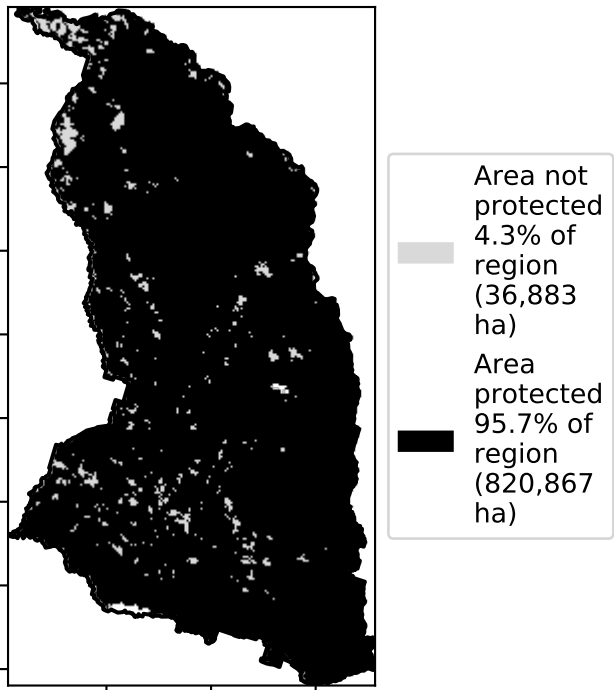 Area not
protected
4.3% of
region
(36,883
ha)
Area
protected
95.7% of
region
(820,867
ha)